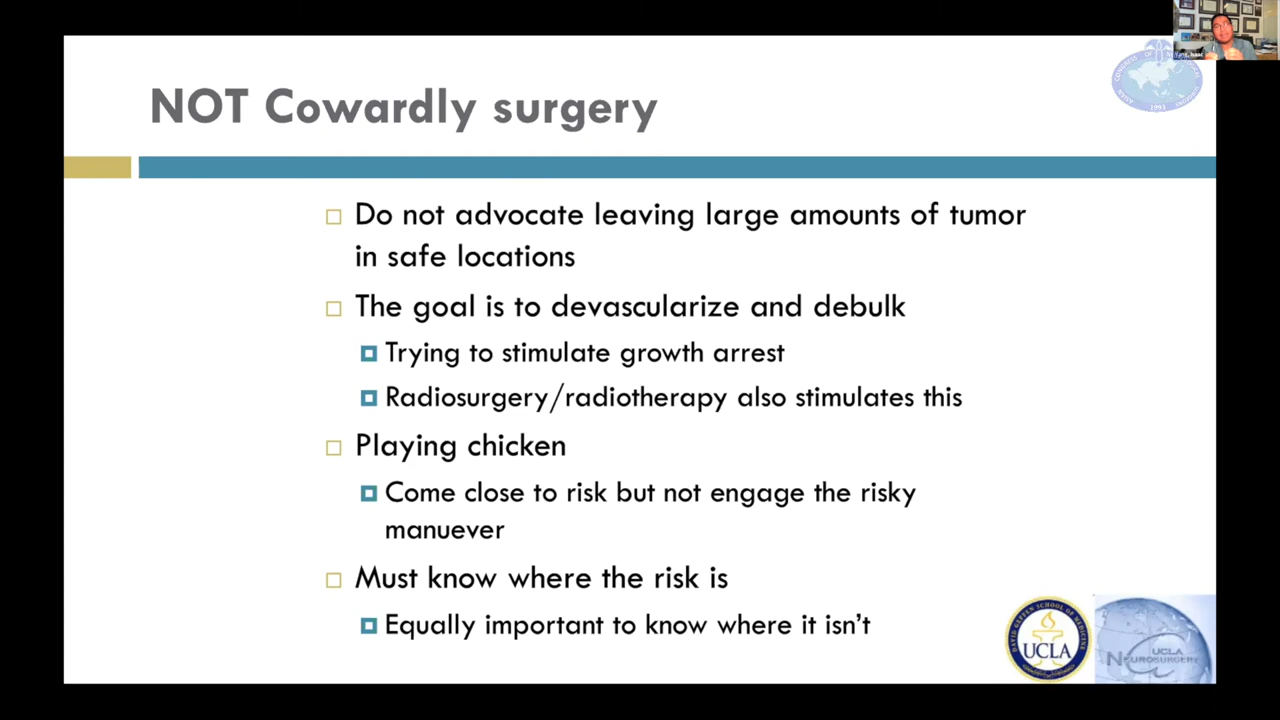 NOT Cowardly surgery
Do not advocate leaving large amounts of tumor
in safe locations
The goal is to devascularize and debulk
Trying to stimulate growth arrest
Radiosurgery/radiotherapy also stimulates this
Playing chicken
Come close to risk but not engage the risky
manuever
Must know where the risk is
Equally important to know where it isn't
DAVID GEFFEN SCHOOL OF MEDICINE
UCLA
UCLA
NEUROSURGERY
1995